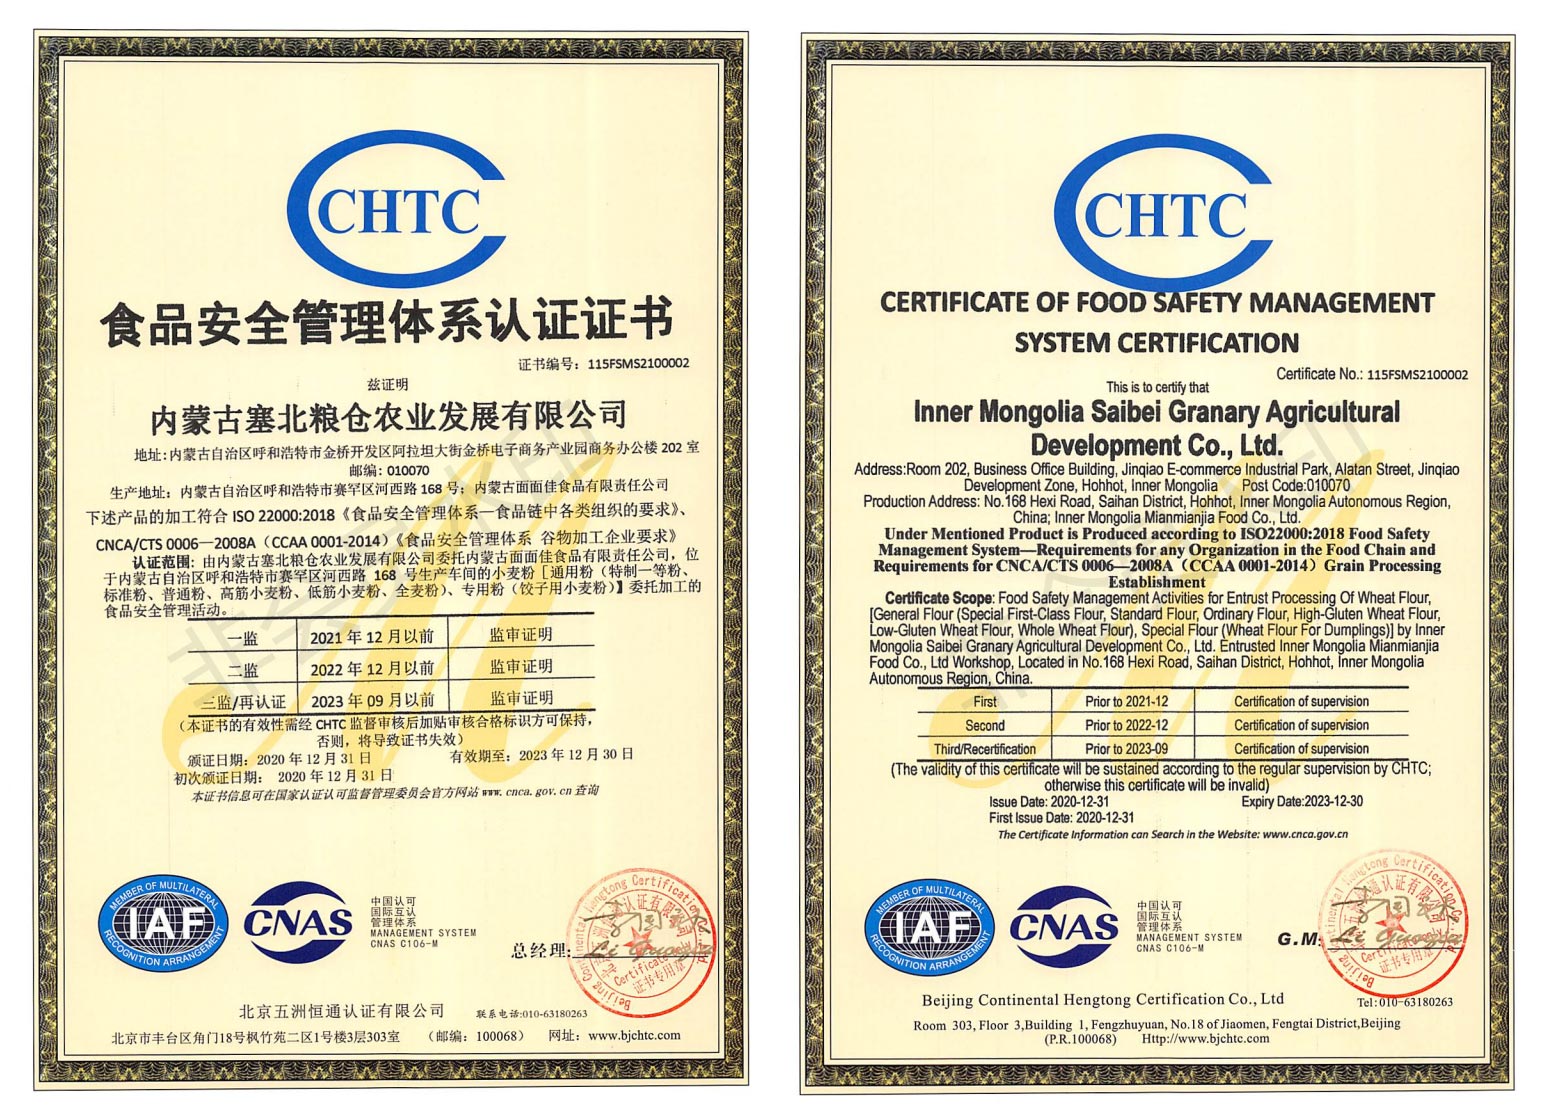 CHTC
食品安全管理体系认证证书
证书编号：115FSMS2100002
兹证明
内蒙古塞北粮仓农业发展有限公司
地址：内蒙古自治区呼和浩特市金桥开发区阿拉坦大街金桥电子商务产业园商务办公楼 202 室
邮编：010070
生产地址：内蒙古自治区呼和浩特市赛罕区河西路 168 号；内蒙古面面佳食品有限责任公司
下述产品的加工符合 ISO 22000:2018《食品安全管理体系—食品链中各类组织的要求》、
CNCA/CTS 0006—2008A（CCAA 0001-2014）《食品安全管理体系 谷物加工企业要求》
认证范围：由内蒙古塞北粮仓农业发展有限公司委托内蒙古面面佳食品有限责任公司，位
于内蒙古自治区呼和浩特市赛罕区河西路 168 号生产车间的小麦粉［通用粉（特制一等粉、
标准粉、普通粉、高筋小麦粉、低筋小麦粉、全麦粉）、专用粉（饺子用小麦粉）】委托加工的
食品安全管理活动。
一监 2021 年 12 月以前 监审证明
二监 2022 年 12 月以前 监审证明
三监/再认证 2023 年 09 月以前 监审证明
（本证书的有效性需经 CHTC 监督审核后加贴审核合格标识方可保持，
否则，将导致证书失效）
颁证日期：2020 年 12 月 31 日 有效期至：2023 年 12 月 30 日
初次颁证日期： 2020 年 12 月 31 日
本证书信息可在国家认证认可监督管理委员会官方网站 www.cnca.gov.cn 查询
MEMBER OF MULTILATERAL
IAF
RECOGNITION ARRANGEMENT
CNAS
中国认可
国际互认
管理体系
MANAGEMENT SYSTEM
CNAS C106-M
总经理：
北京五洲恒通认证有限公司 联系电话:010-63180263
北京市丰台区角门18号枫竹苑二区1号楼3层303室 （邮编：100068） 网址：www.bjchtc.com
CHTC
CERTIFICATE OF FOOD SAFETY MANAGEMENT
SYSTEM CERTIFICATION
Certificate No.: 115FSMS2100002
This is to certify that
Inner Mongolia Saibei Granary Agricultural
Development Co., Ltd.
Address:Room 202, Business Office Building, Jinqiao E-commerce Industrial Park, Alatan Street, Jinqiao
Development Zone, Hohhot, Inner Mongolia Post Code:010070
Production Address: No.168 Hexi Road, Saihan District, Hohhot, Inner Mongolia Autonomous Region,
China; Inner Mongolia Mianmianjia Food Co., Ltd.
Under Mentioned Product is Produced according to ISO22000:2018 Food Safety
Management System—Requirements for any Organization in the Food Chain and
Requirements for CNCA/CTS 0006—2008A（CCAA 0001-2014）Grain Processing
Establishment
Certificate Scope: Food Safety Management Activities for Entrust Processing Of Wheat Flour,
[General Flour (Special First-Class Flour, Standard Flour, Ordinary Flour, High-Gluten Wheat Flour,
Low-Gluten Wheat Flour, Whole Wheat Flour), Special Flour (Wheat Flour For Dumplings)] by Inner
Mongolia Saibei Granary Agricultural Development Co., Ltd. Entrusted Inner Mongolia Mianmianjia
Food Co., Ltd Workshop, Located in No.168 Hexi Road, Saihan District, Hohhot, Inner Mongolia
Autonomous Region, China.
First Prior to 2021-12 Certification of supervision
Second Prior to 2022-12 Certification of supervision
Third/Recertification Prior to 2023-09 Certification of supervision
(The validity of this certificate will be sustained according to the regular supervision by CHTC;
otherwise this certificate will be invalid)
Issue Date: 2020-12-31 Expiry Date:2023-12-30
First Issue Date: 2020-12-31
The Certificate Information can Search in the Website: www.cnca.gov.cn
MEMBER OF MULTILATERAL
IAF
RECOGNITION ARRANGEMENT
CNAS
中国认可
国际互认
管理体系
MANAGEMENT SYSTEM
CNAS C106-M
G.M:
Beijing Continental Hengtong Certification Co., Ltd Tel:010-63180263
Room 303, Floor 3,Building 1, Fengzhuyuan, No.18 of Jiaomen, Fengtai District,Beijing
(P.R.100068) Http://www.bjchtc.com